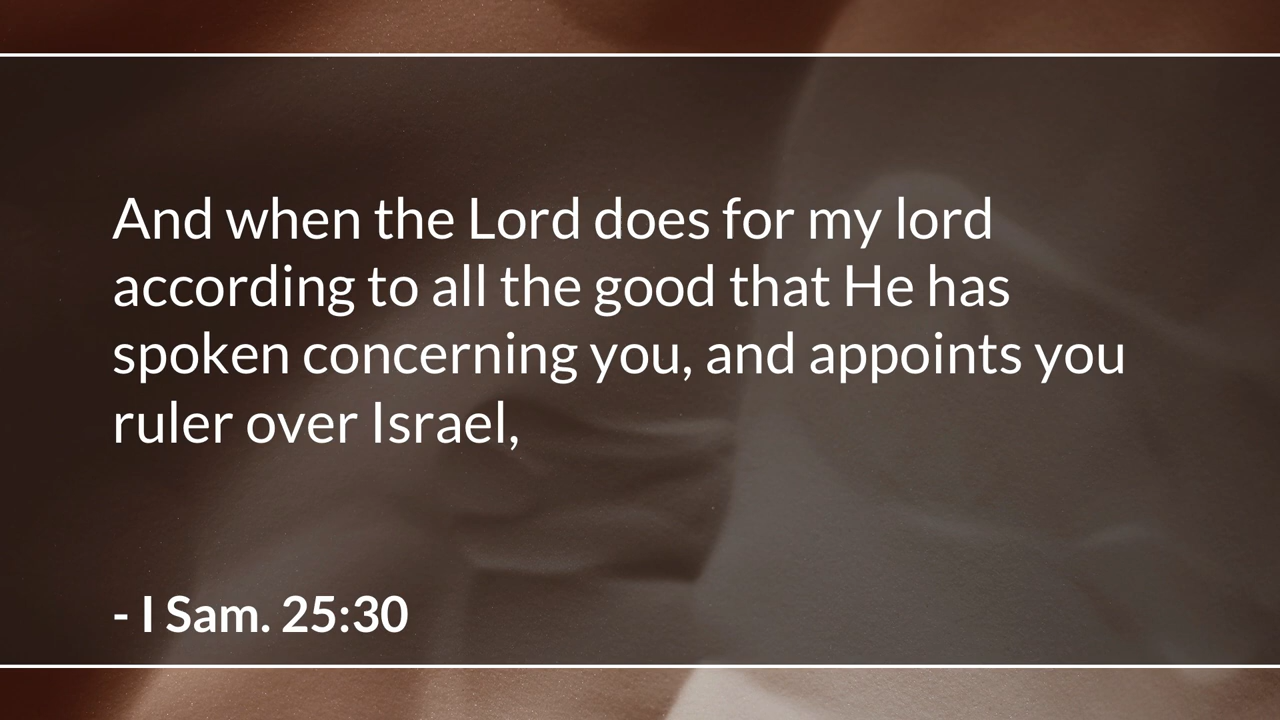 And when the Lord does for my lord
according to all the good that He has
spoken concerning you, and appoints you
ruler over Israel,
- I Sam. 25:30